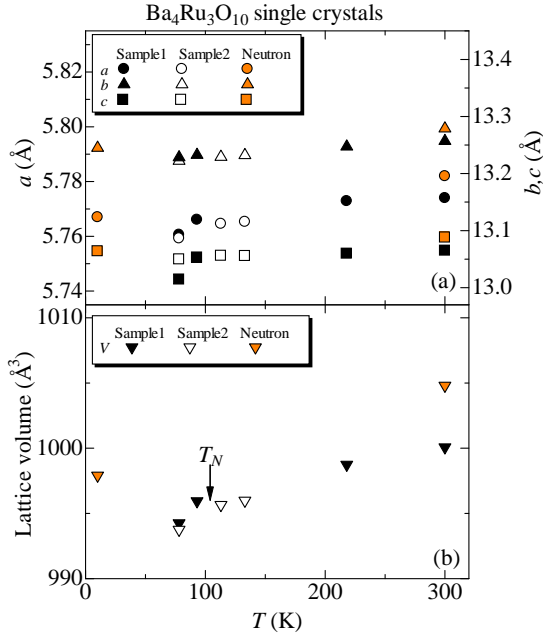 Ba4Ru3O10 single crystals
Sample1 Sample2 Neutron
a
b
c
5.83
5.80
5.78
5.76
5.74
a (Å)
13.4
13.3
13.2
13.1
13.0
b,c (Å)
(a)
1010
1000
990
Lattice volume (Å3)
Sample1 Sample2 Neutron
V
TN
(b)
0 100 200 300
T (K)